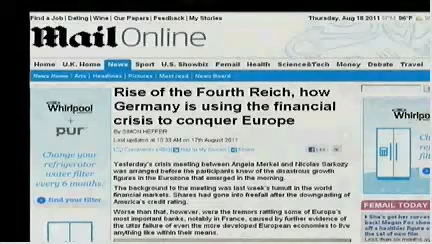 Find a Job | Dating | Wine | Our Papers | Feedback | My Stories
Thursday, Aug 18 2011 5PM 96°F
Mail Online
Home U.K. Home News Sport U.S. Showbiz Femail Health Science&Tech Money Debate Travel
News Home Arts Headlines Pictures Most read News Board
Rise of the Fourth Reich, how
Germany is using the financial
crisis to conquer Europe
By SIMON HEFFER
Last updated at 10:33 AM on 17th August 2011
Comments Add to My Stories Share
Yesterday's crisis meeting between Angela Merkel and Nicolas Sarkozy
was arranged before the participants knew of the disastrous growth
figures in the Eurozone that emerged in the morning.
The background to the meeting was last week's tumult in the world
financial markets. Shares had gone into freefall after the downgrading of
America's credit rating.
Worse than that, however, were the tremors rattling some of Europe's
most important banks, notably in France, caused by further evidence of
the utter failure of even the more developed European economies to live
anything like within their means.
Whirlpool
+
pur
Change your
refrigerator
water filter
every 6 months.
find your filter
Whirlpool
FEMAIL TODAY